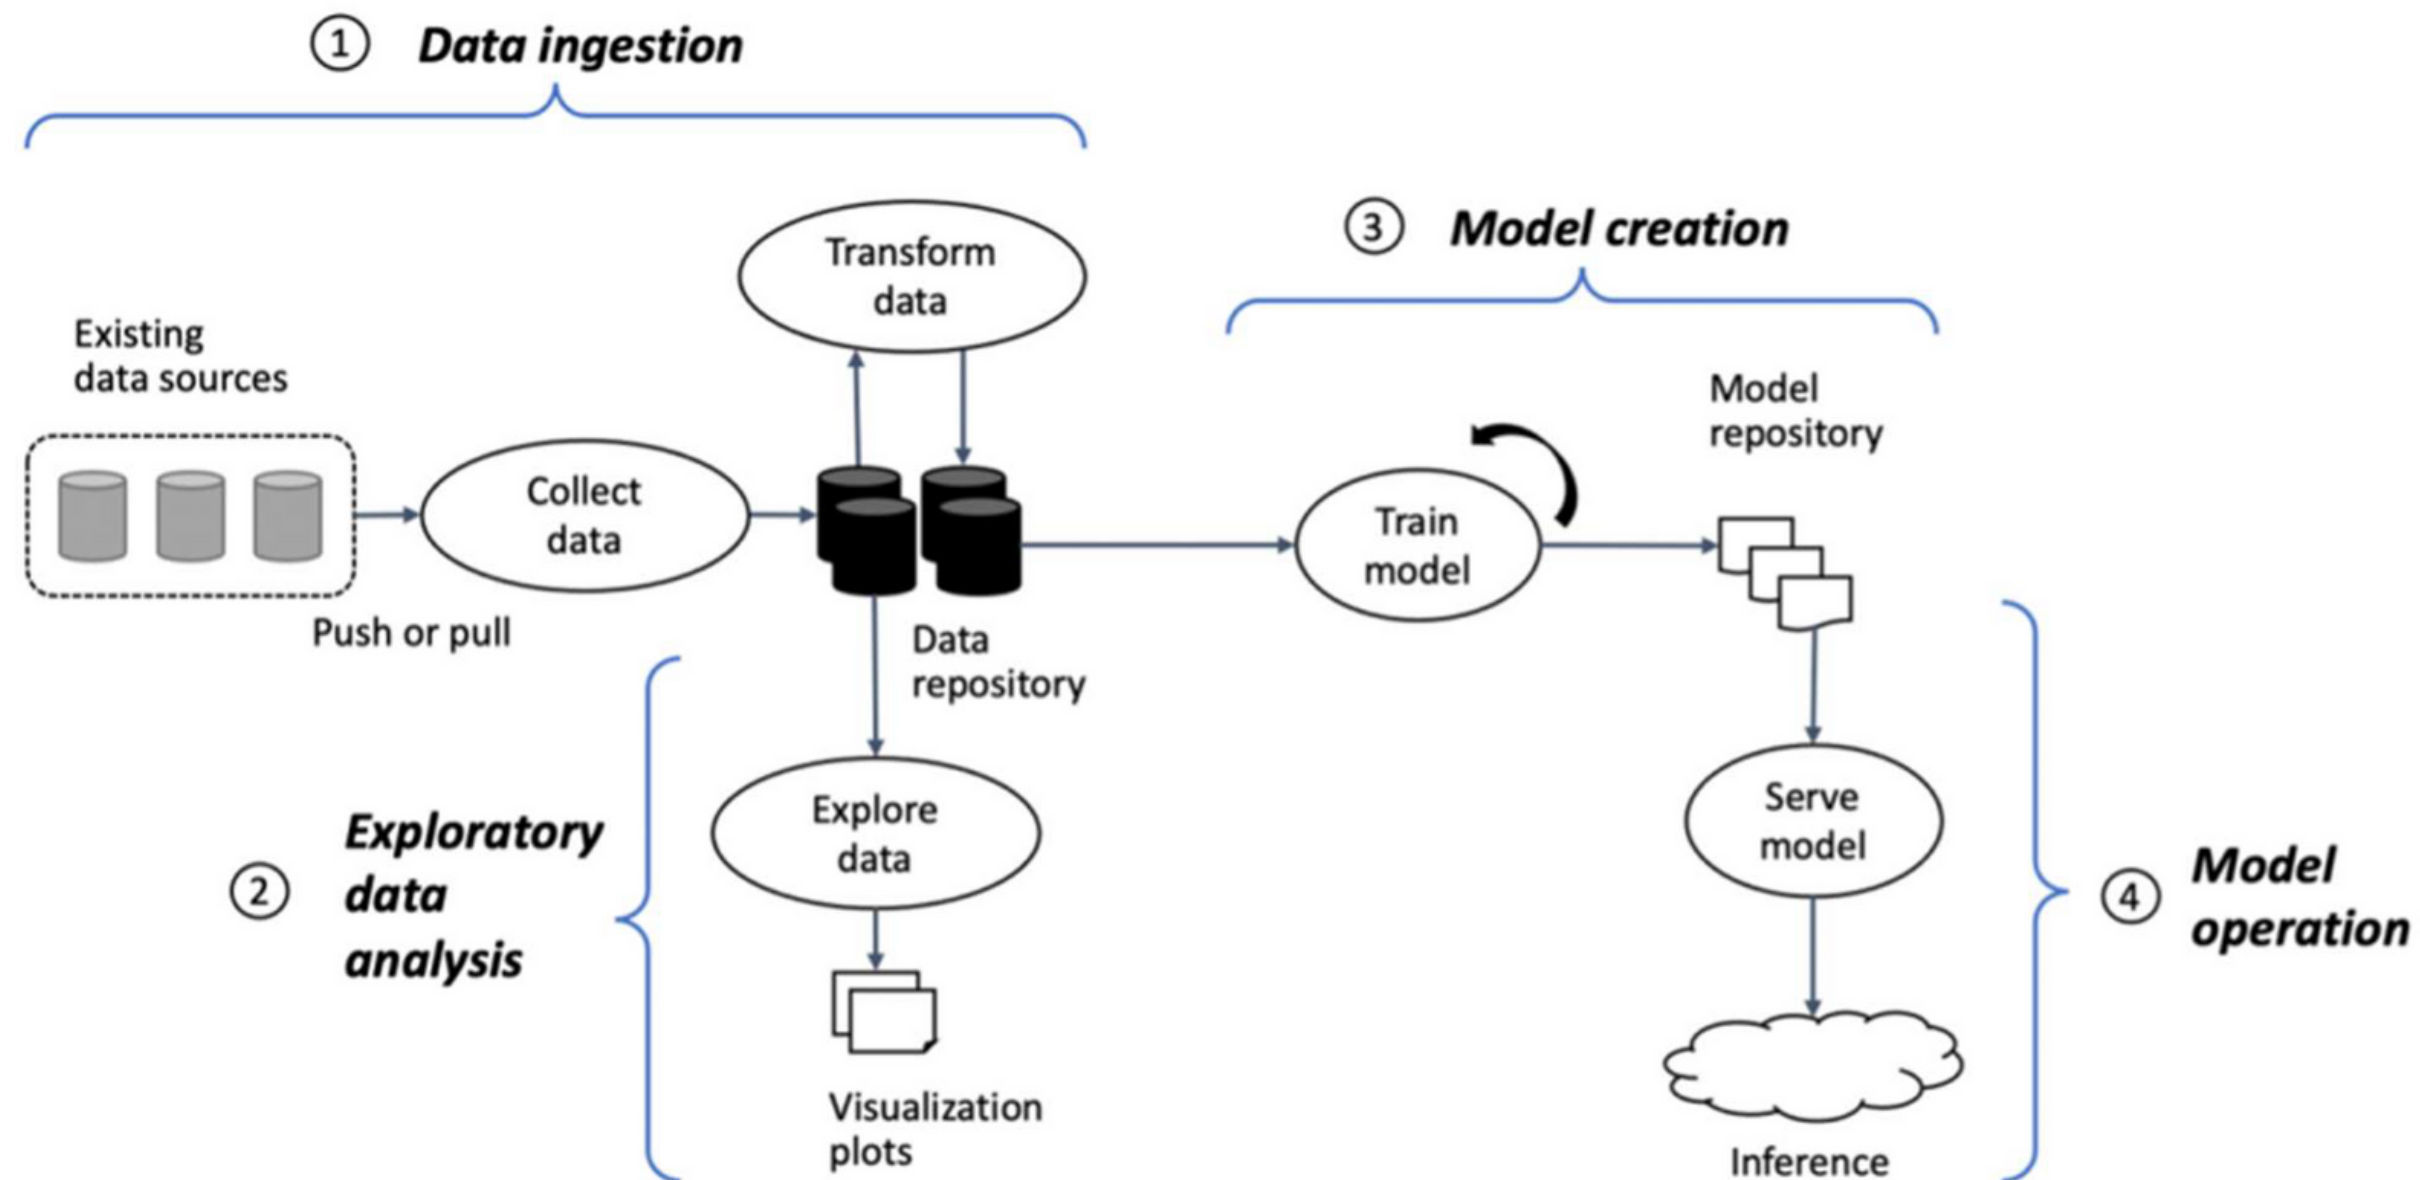 ① Data ingestion
Transform
data
③ Model creation
Existing
data sources
Collect
data
Push or pull
Data
repository
Train
model
Model
repository
② Exploratory
data
analysis
Explore
data
Visualization
plots
Serve
model
④ Model
operation
Inference